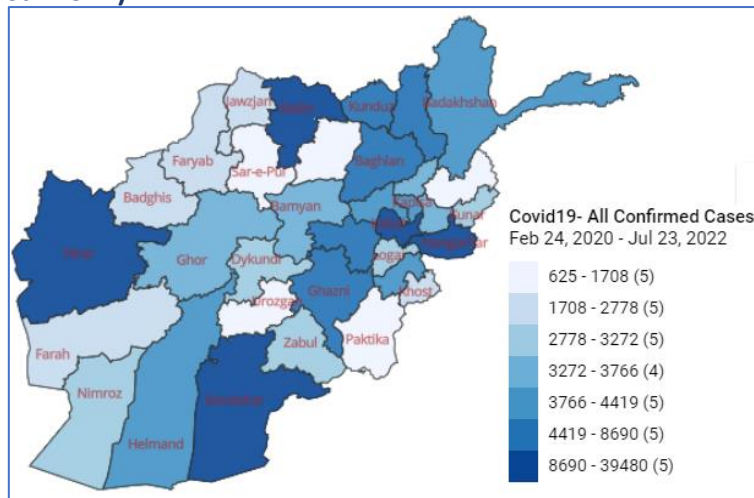 Jawzjan
Kunduz
Badakhshan
Faryab
Sar-e-Pul
Baghlan
Badghis
Bamyan
Kapisa
Kunar
Ghor
Dykundi
Logar
Khost
Ghazni
Farah
Zabul
Paktika
Nimroz
Helmand
Covid19- All Confirmed Cases
Feb 24, 2020 - Jul 23, 2022
625 - 1708 (5)
1708 - 2778 (5)
2778 - 3272 (5)
3272 - 3766 (4)
3766 - 4419 (5)
4419 - 8690 (5)
8690 - 39480 (5)